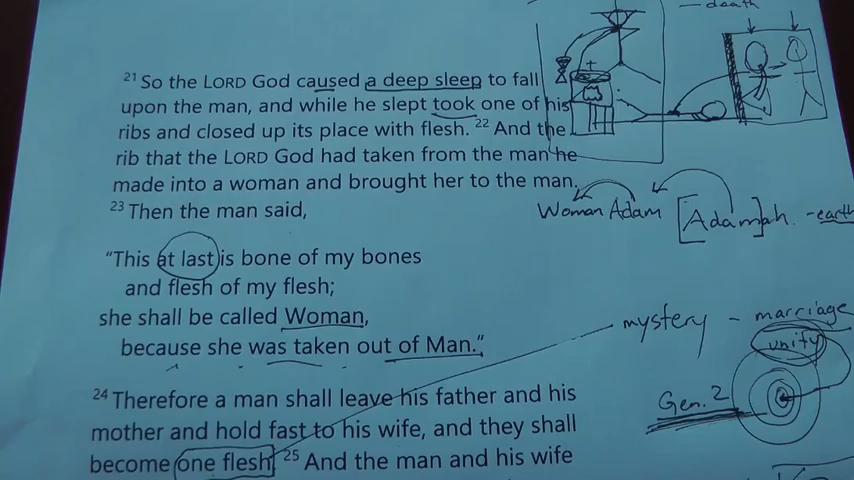 — death
21 So the LORD God caused a deep sleep to fall
upon the man, and while he slept took one of his
ribs and closed up its place with flesh. 22 And the
rib that the LORD God had taken from the man he
made into a woman and brought her to the man.
23 Then the man said,
Woman Adam [Adam]ah. - earth
"This at last is bone of my bones
and flesh of my flesh;
she shall be called Woman,
because she was taken out of Man."
mystery - marriage
unify
Gen. 2
24 Therefore a man shall leave his father and his
mother and hold fast to his wife, and they shall
become one flesh. 25 And the man and his wife